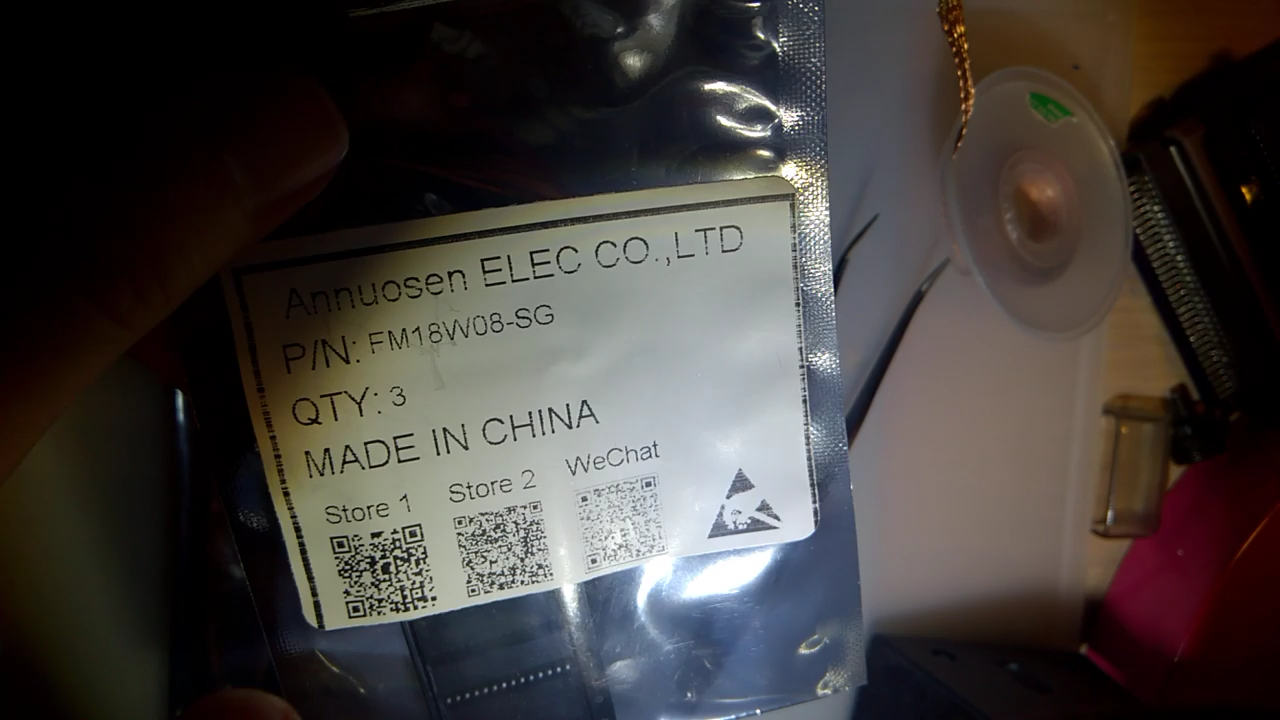 Annuosen ELEC CO.,LTD
P/N: FM18W08-SG
QTY: 3
MADE IN CHINA
Store 1 Store 2 WeChat